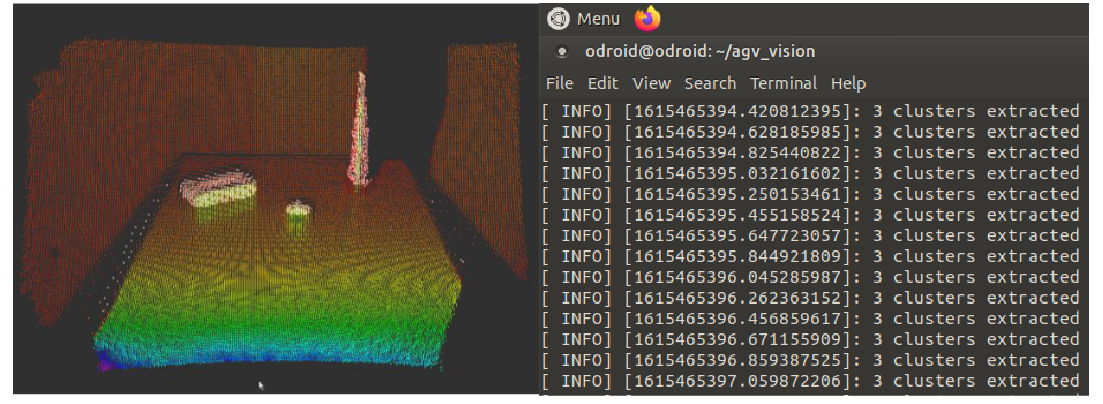 Menu
odroid@odroid: ~/agv_vision
File Edit View Search Terminal Help
[ INFO] [1615465394.420812395]: 3 clusters extracted
[ INFO] [1615465394.628185985]: 3 clusters extracted
[ INFO] [1615465394.825440822]: 3 clusters extracted
[ INFO] [1615465395.032161602]: 3 clusters extracted
[ INFO] [1615465395.250153461]: 3 clusters extracted
[ INFO] [1615465395.455158524]: 3 clusters extracted
[ INFO] [1615465395.647723057]: 3 clusters extracted
[ INFO] [1615465395.844921809]: 3 clusters extracted
[ INFO] [1615465396.045285987]: 3 clusters extracted
[ INFO] [1615465396.262363152]: 3 clusters extracted
[ INFO] [1615465396.456859617]: 3 clusters extracted
[ INFO] [1615465396.671155909]: 3 clusters extracted
[ INFO] [1615465396.859387525]: 3 clusters extracted
[ INFO] [1615465397.059872206]: 3 clusters extracted